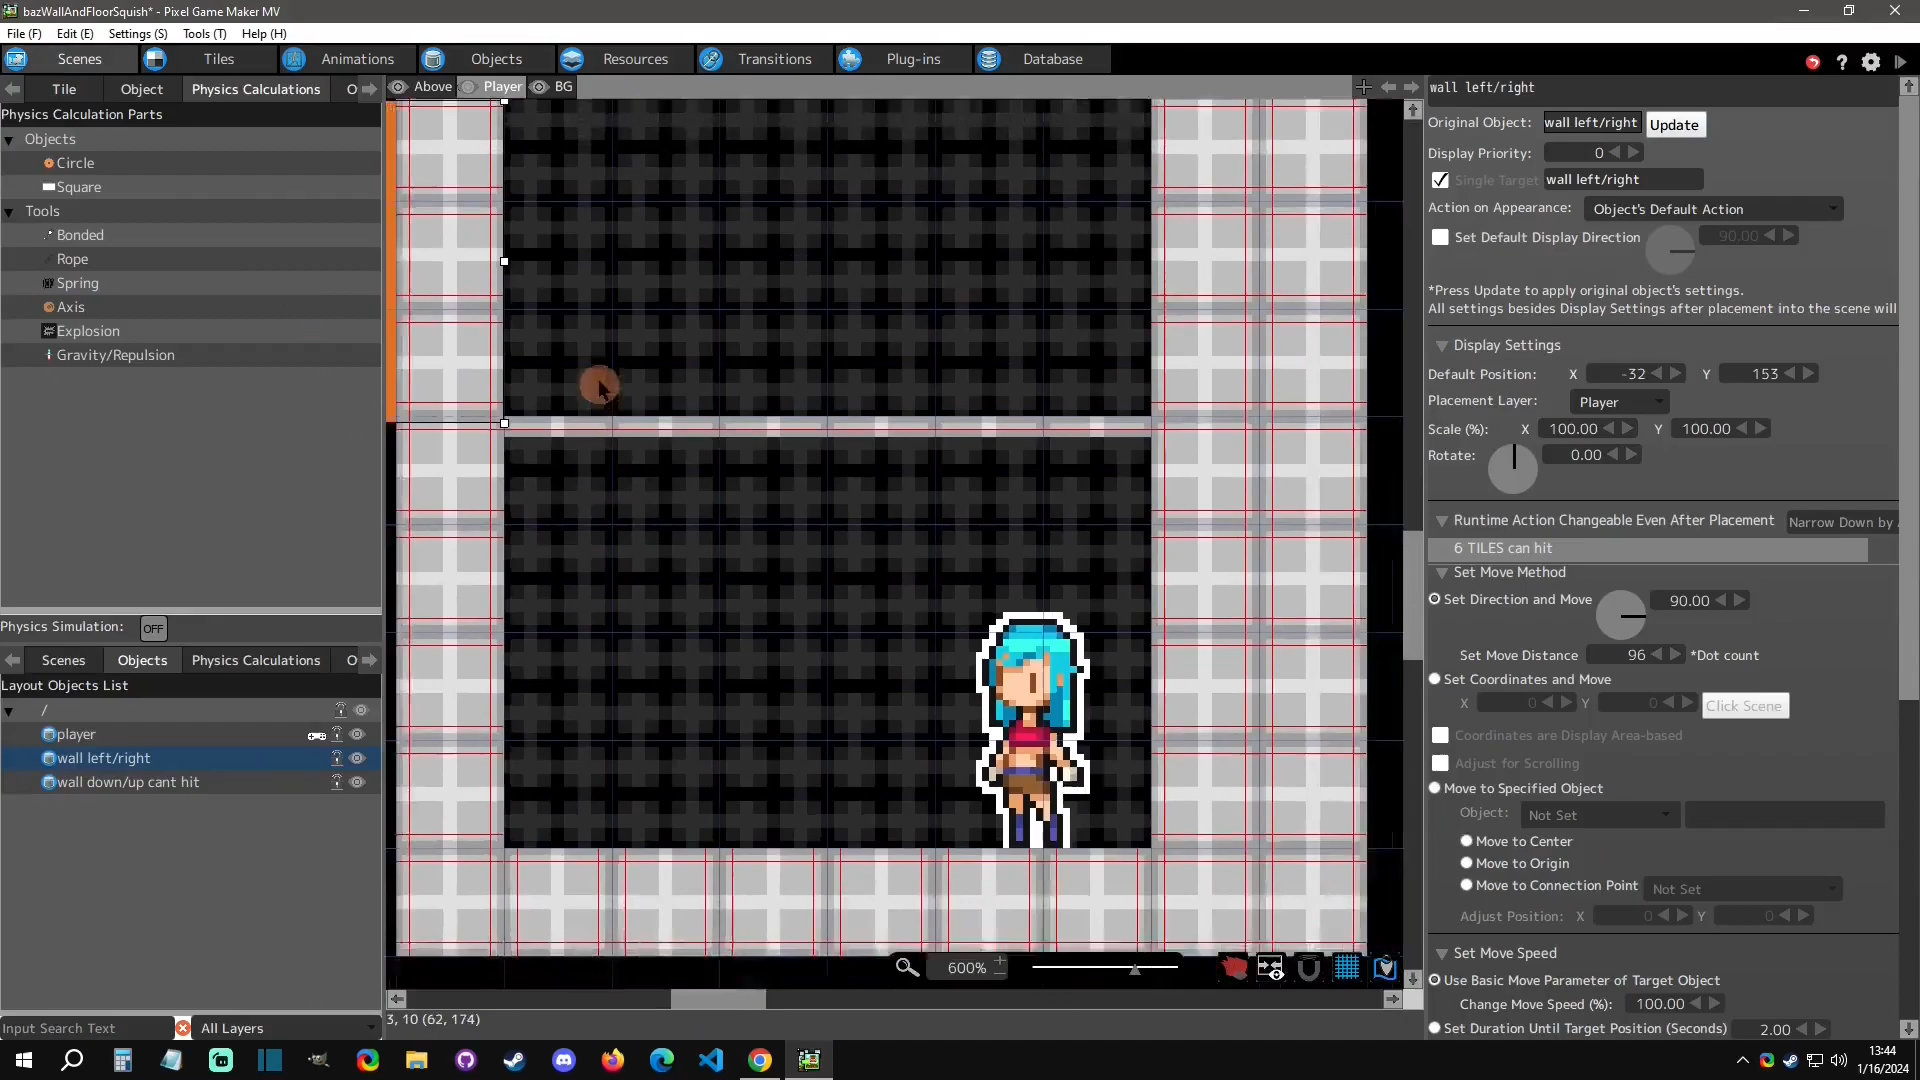 bazWallAndFloorSquish* - Pixel Game Maker MV
File (F) Edit (E) Settings (S) Tools (T) Help (H)
Scenes Tiles Animations Objects Resources Transitions Plug-ins Database
Tile Object Physics Calculations O
Physics Calculation Parts
Objects
Circle
Square
Tools
Bonded
Rope
Spring
Axis
Explosion
Gravity/Repulsion
Physics Simulation: OFF
Scenes Objects Physics Calculations O
Layout Objects List
/
player
wall left/right
wall down/up cant hit
Input Search Text All Layers
Above Player BG
600%
3, 10 (62, 174)
wall left/right
Original Object: wall left/right Update
Display Priority: 0
Single Target wall left/right
Action on Appearance: Object's Default Action
Set Default Display Direction 90.00
*Press Update to apply original object's settings.
All settings besides Display Settings after placement into the scene will
Display Settings
Default Position: X -32 Y 153
Placement Layer: Player
Scale (%): X 100.00 Y 100.00
Rotate: 0.00
Runtime Action Changeable Even After Placement Narrow Down by
6 TILES can hit
Set Move Method
Set Direction and Move 90.00
Set Move Distance 96 *Dot count
Set Coordinates and Move
X 0 Y 0 Click Scene
Coordinates are Display Area-based
Adjust for Scrolling
Move to Specified Object
Object: Not Set
Move to Center
Move to Origin
Move to Connection Point Not Set
Adjust Position: X 0 Y 0
Set Move Speed
Use Basic Move Parameter of Target Object
Change Move Speed (%): 100.00
Set Duration Until Target Position (Seconds) 2.00
13:44
1/16/2024